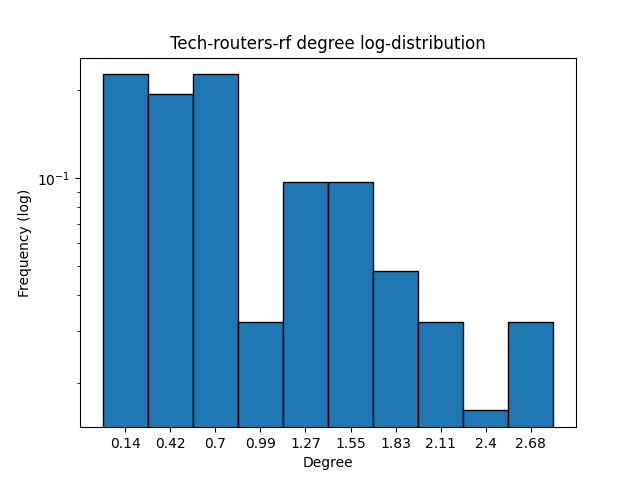 Tech-routers-rf degree log-distribution
Frequency (log)
10⁻¹
0.14 0.42 0.7 0.99 1.27 1.55 1.83 2.11 2.4 2.68
Degree